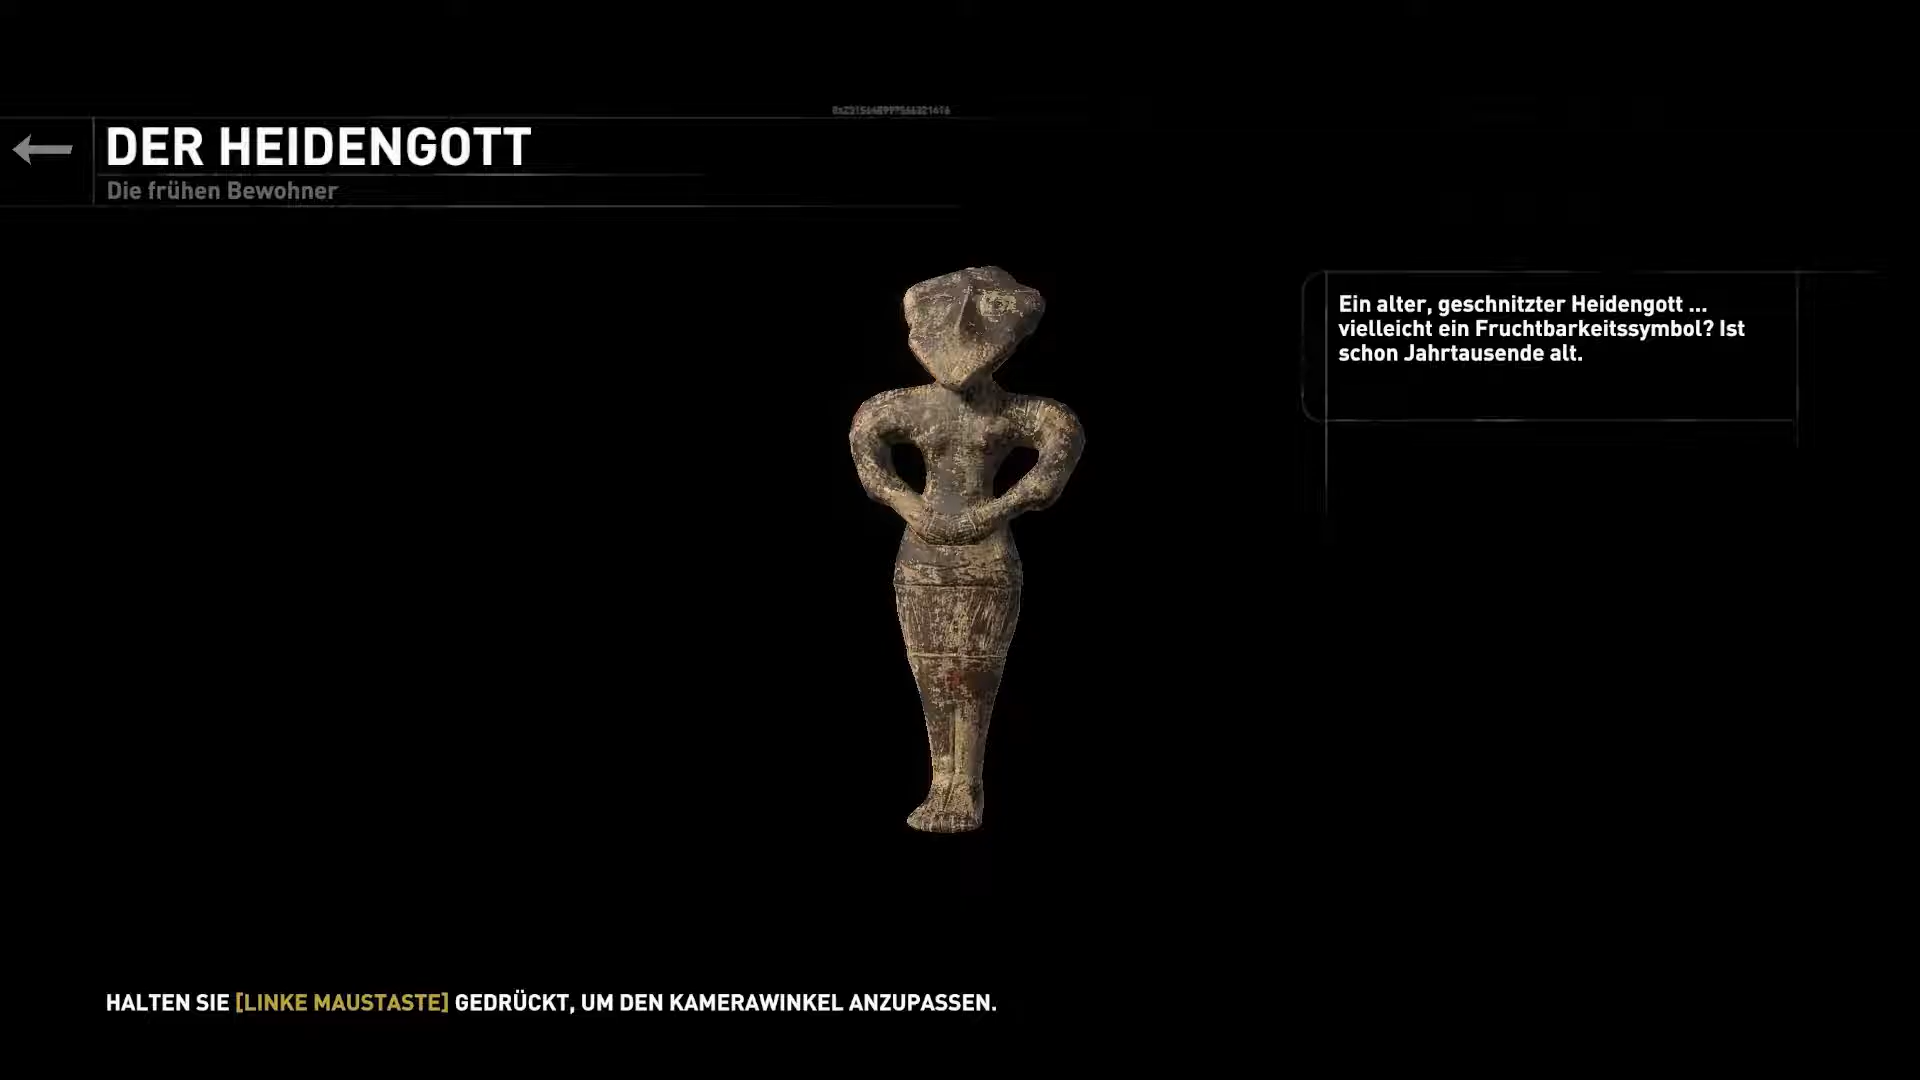 DER HEIDENGOTT
Die frühen Bewohner
Ein alter, geschnitzter Heidengott ...
vielleicht ein Fruchtbarkeitssymbol? Ist
schon Jahrtausende alt.
HALTEN SIE [LINKE MAUSTASTE] GEDRÜCKT, UM DEN KAMERAWINKEL ANZUPASSEN.